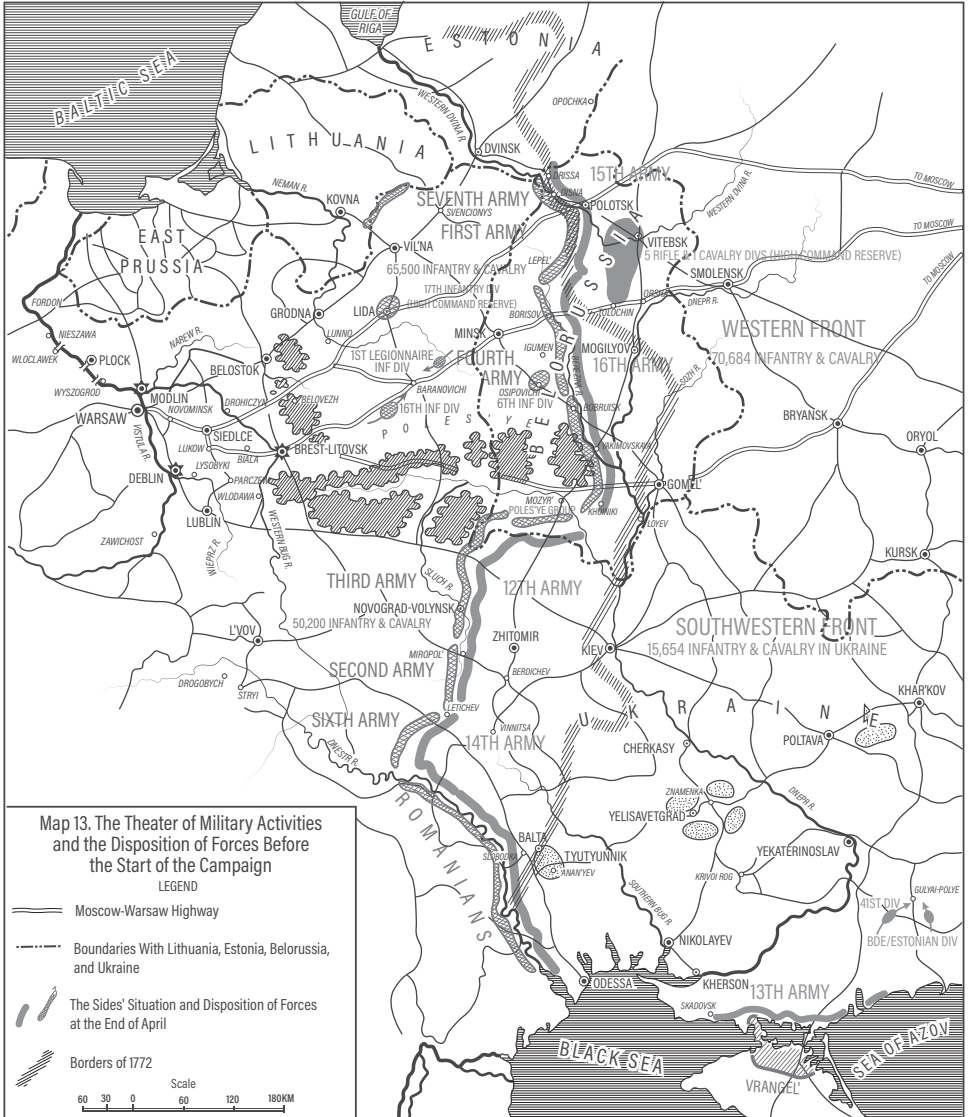 GULF OF
RIGA
ESTONIA
BALTIC SEA
OPOCHKA
WESTERN DVINA R.
LITHUANIA
DVINSK
DRISSA
15TH ARMY
DISNA
NEMAN R.
KOVNA
SEVENTH ARMY
SVENCIONYS
POLOTSK
WESTERN DVINA R.
TO MOSCOW
TO MOSCOW
TO MOSCOW
FIRST ARMY
EAST
PRUSSIA
VIL'NA
LEPEL'
VITEBSK
65,500 INFANTRY & CAVALRY
5 RIFLE & 1 CAVALRY DIVS (HIGH COMMAND RESERVE)
17TH INFANTRY DIV
(HIGH COMMAND RESERVE)
SMOLENSK
ORSHA
DNEPR R.
TOLOCHIN
FORDON
GRODNA
LIDA
BORISOV
NIESZAWA
LUNNO
MINSK
WESTERN FRONT
NAREW R.
IGUMEN
MOGILYOV
WLOCLAWEK
PLOCK
BELOSTOK
1ST LEGIONNAIRE
INF DIV
FOURTH
ARMY
16TH ARMY
70,684 INFANTRY & CAVALRY
BEREZINA R.
SOZH R.
WYSZOGROD
BARANOVICHI
OSIPOVICHI
MODLIN
DROHICZYN
BELOVEZH
6TH INF DIV
16TH INF DIV
BOBRUISK
BRYANSK
WARSAW
NOVOMINSK
POLES'YE
BELORUSSIA
ORYOL
SIEDLCE
VISTULA R.
LUKOW
BIALA
BREST-LITOVSK
YAKIMOVSKAYA
LYSOBYKI
DEBLIN
PARCZEW
WLODAWA
GOMEL'
MOZYR'
POLES'YE GROUP
KHOINIKI
LUBLIN
WESTERN BUG R.
LOYEV
ZAWICHOST
WIEPRZ R.
KURSK
THIRD ARMY
SLUCH R.
12TH ARMY
NOVOGRAD-VOLYNSK
50,200 INFANTRY & CAVALRY
L'VOV
ZHITOMIR
KIEV
SOUTHWESTERN FRONT
15,654 INFANTRY & CAVALRY IN UKRAINE
MIROPOL'
SECOND ARMY
BERDICHEV
DROGOBYCH
STRYI
KHAR'KOV
LETICHEV
SIXTH ARMY
VINNITSA
14TH ARMY
UKRAINE
POLTAVA
DNESTR R.
CHERKASY
ZNAMENKA
DNEPR R.
YELISAVETGRAD
ROMANIANS
BALTA
SLOBODKA
TYUTYUNNIK
ANAN'YEV
YEKATERINOSLAV
KRIVOI ROG
SOUTHERN BUG R.
GULYAI-POLYE
41ST DIV
BDE/ESTONIAN DIV
NIKOLAYEV
ODESSA
KHERSON
SKADOVSK
13TH ARMY
BLACK SEA
SEA OF AZOV
VRANGEL'
Map 13. The Theater of Military Activities
and the Disposition of Forces Before
the Start of the Campaign
LEGEND
Moscow-Warsaw Highway
Boundaries With Lithuania, Estonia, Belorussia,
and Ukraine
The Sides' Situation and Disposition of Forces
at the End of April
Borders of 1772
Scale
60 30 0 60 120 180KM